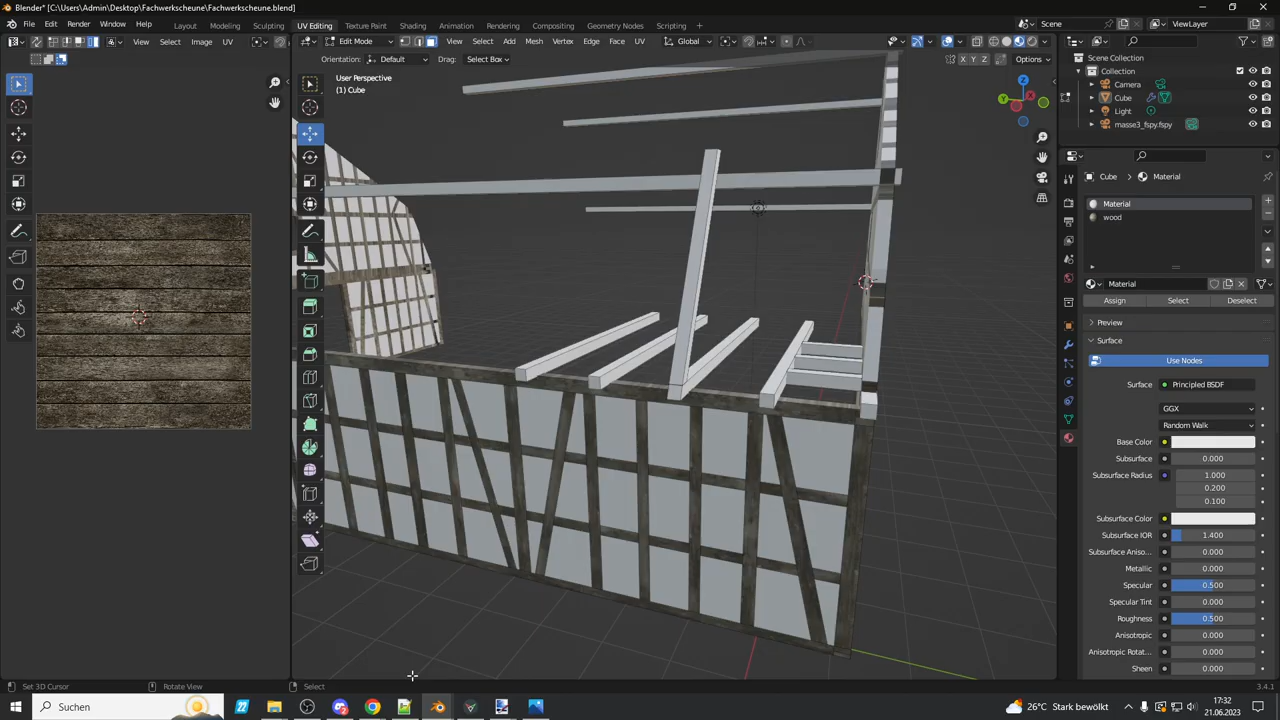 Blender* [C:\Users\Admin\Desktop\Fachwerkscheune\Fachwerkscheune.blend]
File Edit Render Window Help Layout Modeling Sculpting UV Editing Texture Paint Shading Animation Rendering Compositing Geometry Nodes Scripting Scene ViewLayer
View Select Image UV Edit Mode View Select Add Mesh Vertex Edge Face UV Global
Orientation: Default Drag: Select Box X Y Z Options
User Perspective
(1) Cube
Z
Y
X
Scene Collection
Collection
Camera
Cube
Light
masse3_fspy.fspy
Cube Material
Material
wood
Material
Assign Select Deselect
Preview
Surface
Use Nodes
Surface: Principled BSDF
GGX
Random Walk
Base Color
Subsurface 0.000
Subsurface Radius 1.000
0.200
0.100
Subsurface Color
Subsurface IOR 1.400
Subsurface Aniso... 0.000
Metallic 0.000
Specular 0.500
Specular Tint 0.000
Roughness 0.500
Anisotropic 0.000
Anisotropic Rotat... 0.000
Sheen 0.000
Set 3D Cursor Rotate View Select 3.4.1
Suchen
26°C Stark bewölkt
17:32
21.06.2023